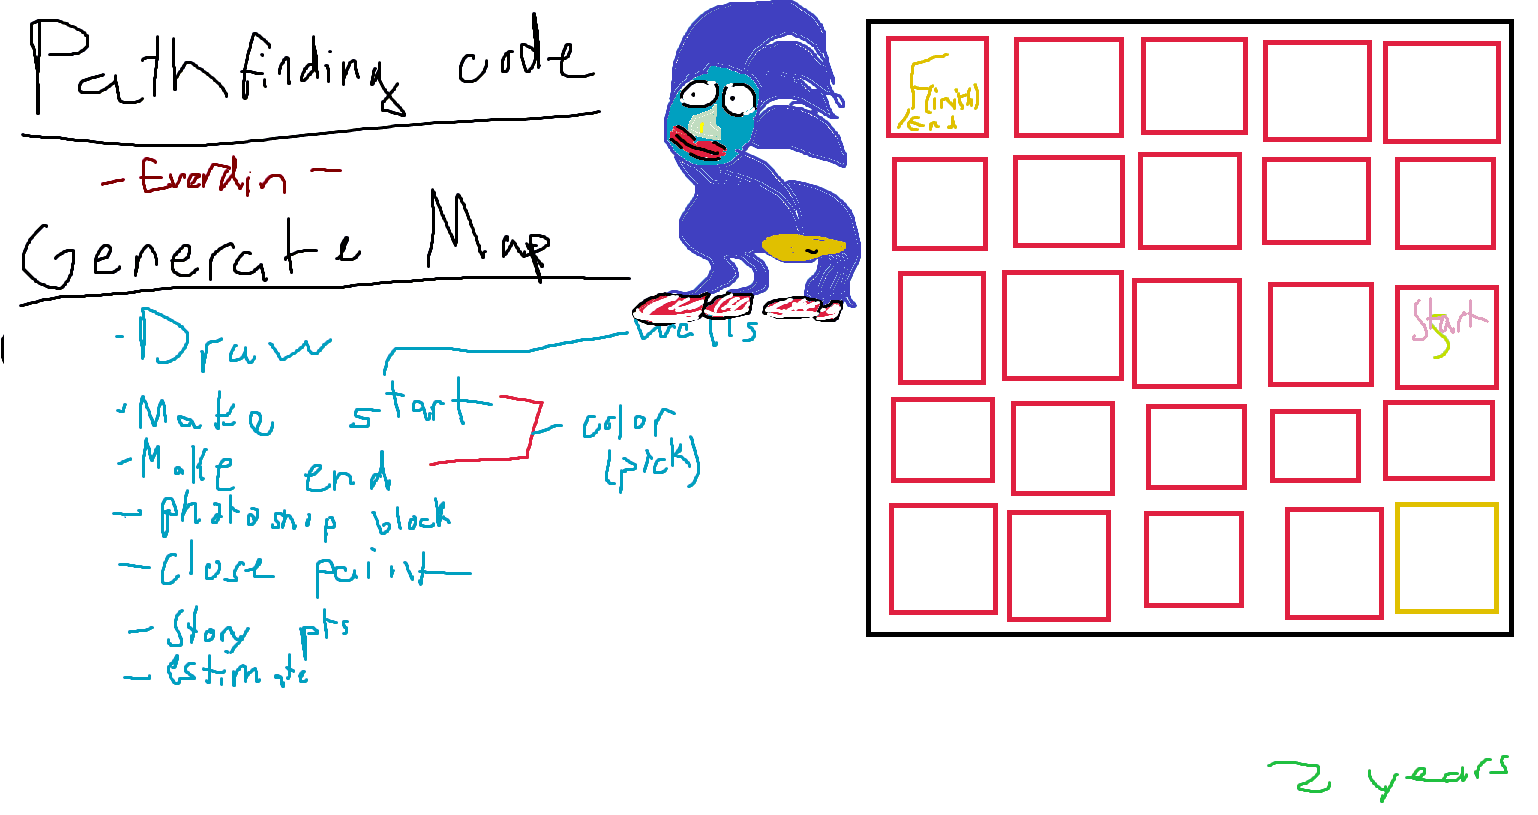 Pathfinding code
- Everdin -
Generate Map
- Draw walls
- Make start
- Make end
color
(pick)
- photoshop block
- Close paint
- Story pts
- estimate
/End
Start
2 years